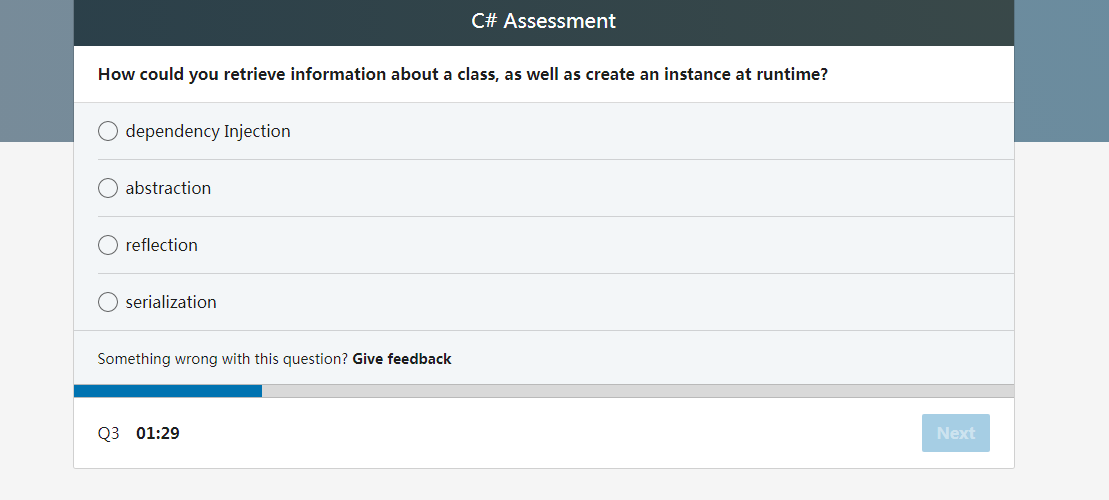 C# Assessment
How could you retrieve information about a class, as well as create an instance at runtime?
dependency Injection
abstraction
reflection
serialization
Something wrong with this question? Give feedback
Q3 01:29
Next